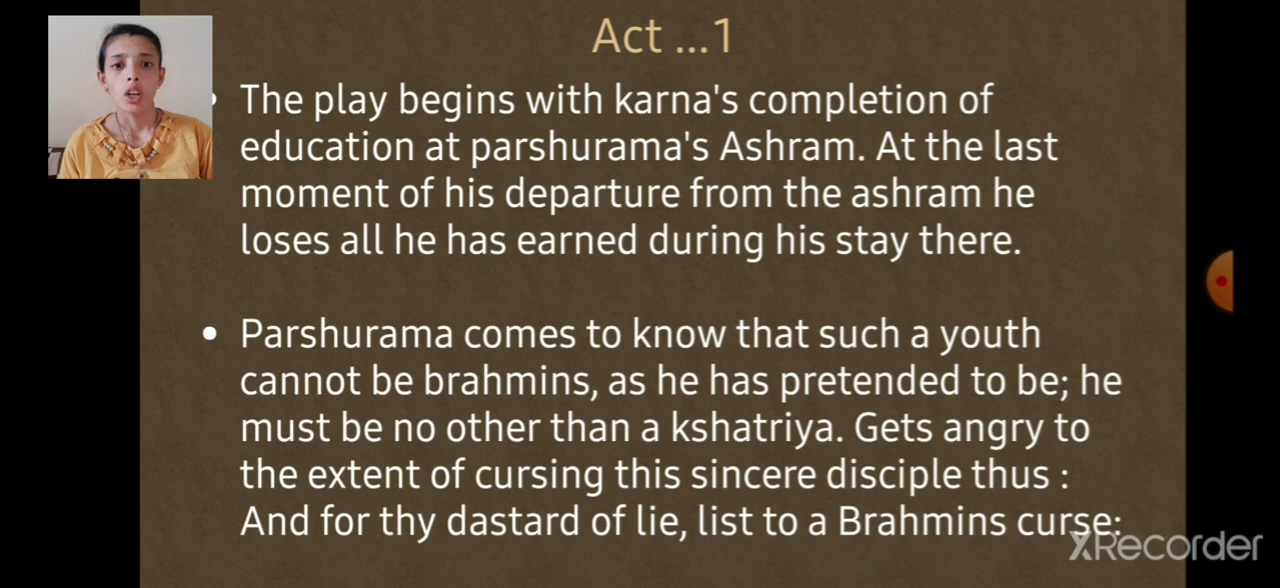 Act ...1
The play begins with karna's completion of
education at parshurama's Ashram. At the last
moment of his departure from the ashram he
loses all he has earned during his stay there.
Parshurama comes to know that such a youth
cannot be brahmins, as he has pretended to be; he
must be no other than a kshatriya. Gets angry to
the extent of cursing this sincere disciple thus :
And for thy dastard of lie, list to a Brahmins curse:
XRecorder